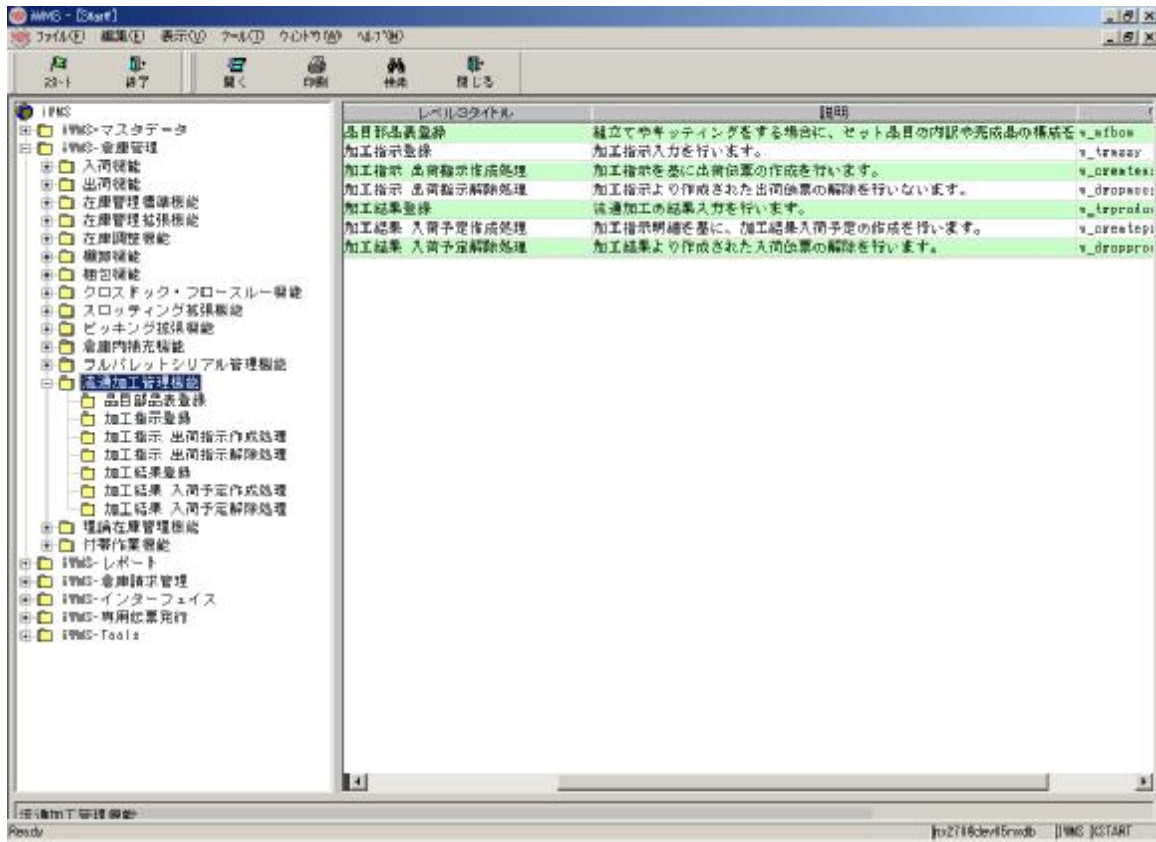 iWMS - [Start]
ファイル(F) 編集(E) 表示(V) ツール(T) ウィンドウ(W) ヘルプ(H)
スタート 終了 開く 印刷 検索 閉じる
iWMS
iWMS-マスタデータ
iWMS-倉庫管理
入荷機能
出荷機能
在庫管理標準機能
在庫管理拡張機能
在庫調整機能
棚卸機能
梱包機能
クロスドック・フロースルー機能
スロッティング拡張機能
ピッキング拡張機能
倉庫内補充機能
フルパレットシリアル管理機能
流通加工管理機能
品目部品表登録
加工指示登録
加工指示 出荷指示作成処理
加工指示 出荷指示解除処理
加工結果登録
加工結果 入荷予定作成処理
加工結果 入荷予定解除処理
理論在庫管理機能
付帯作業機能
iWMS-レポート
iWMS-倉庫請求管理
iWMS-インターフェイス
iWMS-専用伝票発行
iWMS-Tools
レベル3タイトル 説明
品目部品表登録 組立てやキッティングをする場合に、セット品目の内訳や完成品の構成を w_mfbom
加工指示登録 加工指示入力を行います。
加工指示 出荷指示作成処理 加工指示を基に出荷伝票の作成を行います。
加工指示 出荷指示解除処理 加工指示より作成された出荷伝票の解除を行いないます。
加工結果登録 流通加工の結果入力を行います。
加工結果 入荷予定作成処理 加工指示明細を基に、加工結果入荷予定の作成を行います。
加工結果 入荷予定解除処理 加工結果より作成された入荷伝票の解除を行います。
流通加工管理機能
Ready iWMS XSTART